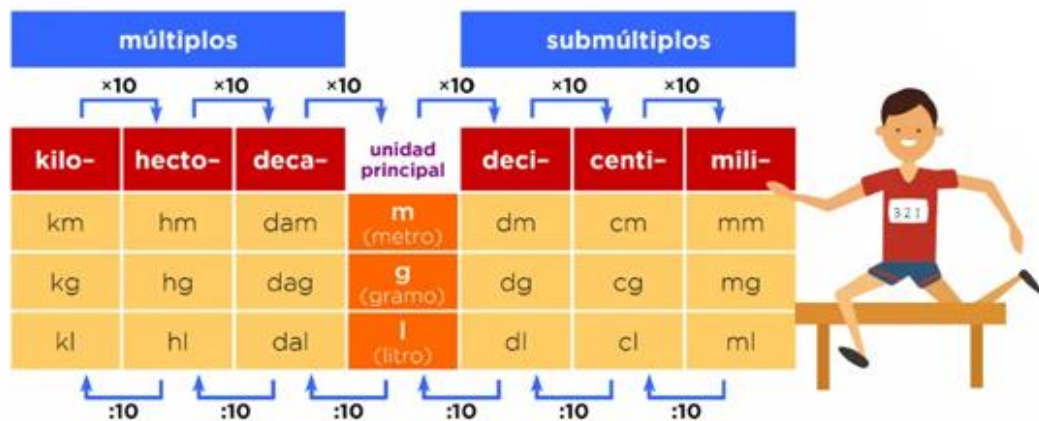 múltiplos submúltiplos
×10 ×10 ×10 ×10 ×10 ×10
kilo– hecto– deca– unidad principal deci– centi– mili–
km hm dam m (metro) dm cm mm
kg hg dag g (gramo) dg cg mg
kl hl dal l (litro) dl cl ml
:10 :10 :10 :10 :10 :10
321